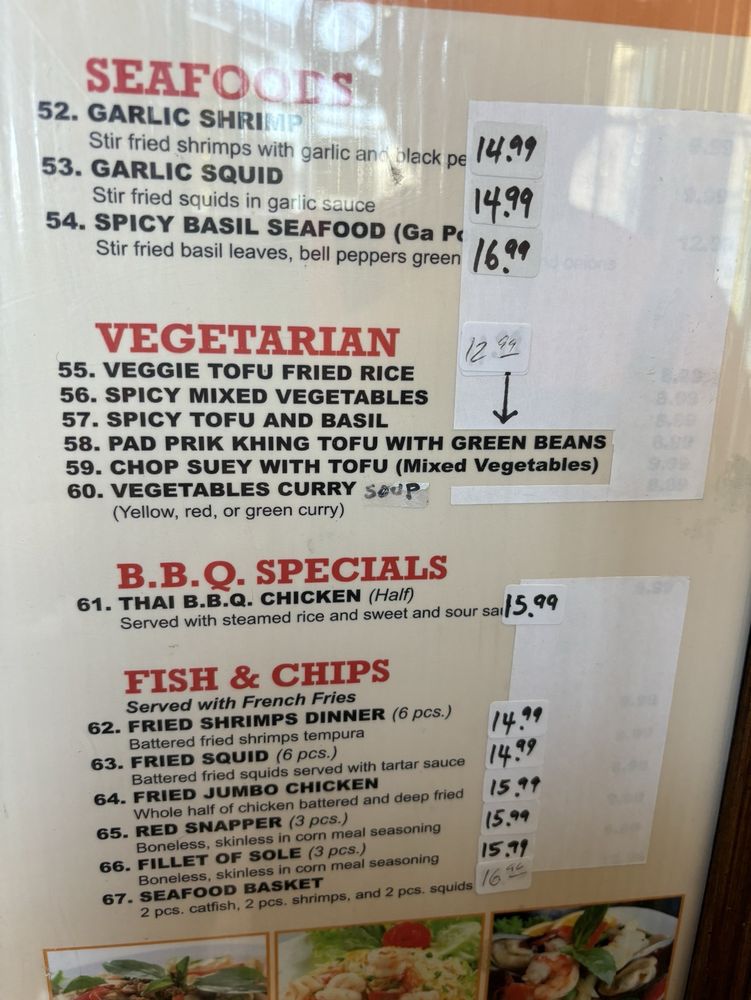 SEAFOODS
52. GARLIC SHRIMP 14.99
Stir fried shrimps with garlic and black pe
53. GARLIC SQUID 14.99
Stir fried squids in garlic sauce
54. SPICY BASIL SEAFOOD (Ga Po 16.99
Stir fried basil leaves, bell peppers green and onions
VEGETARIAN
12.99
55. VEGGIE TOFU FRIED RICE
56. SPICY MIXED VEGETABLES
57. SPICY TOFU AND BASIL
58. PAD PRIK KHING TOFU WITH GREEN BEANS
59. CHOP SUEY WITH TOFU (Mixed Vegetables)
60. VEGETABLES CURRY SOUP
(Yellow, red, or green curry)
B.B.Q. SPECIALS
61. THAI B.B.Q. CHICKEN (Half) 15.99
Served with steamed rice and sweet and sour sau
FISH & CHIPS
Served with French Fries
62. FRIED SHRIMPS DINNER (6 pcs.) 14.99
Battered fried shrimps tempura
63. FRIED SQUID (6 pcs.) 14.99
Battered fried squids served with tartar sauce
64. FRIED JUMBO CHICKEN 15.99
Whole half of chicken battered and deep fried
65. RED SNAPPER (3 pcs.) 15.99
Boneless, skinless in corn meal seasoning
66. FILLET OF SOLE (3 pcs.) 15.99
Boneless, skinless in corn meal seasoning
67. SEAFOOD BASKET 16.99
2 pcs. catfish, 2 pcs. shrimps, and 2 pcs. squids